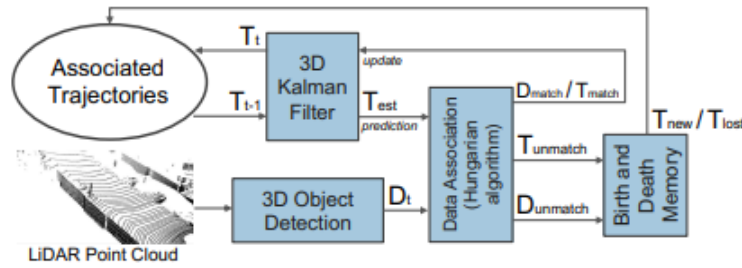 Associated
Trajectories
Tt
Tt-1
3D
Kalman
Filter
update
Test
prediction
Dmatch / Tmatch
Data Association
(Hungarian
algorithm)
Tunmatch
Dunmatch
Tnew / Tlost
Birth and
Death
Memory
3D Object
Detection
Dt
LiDAR Point Cloud